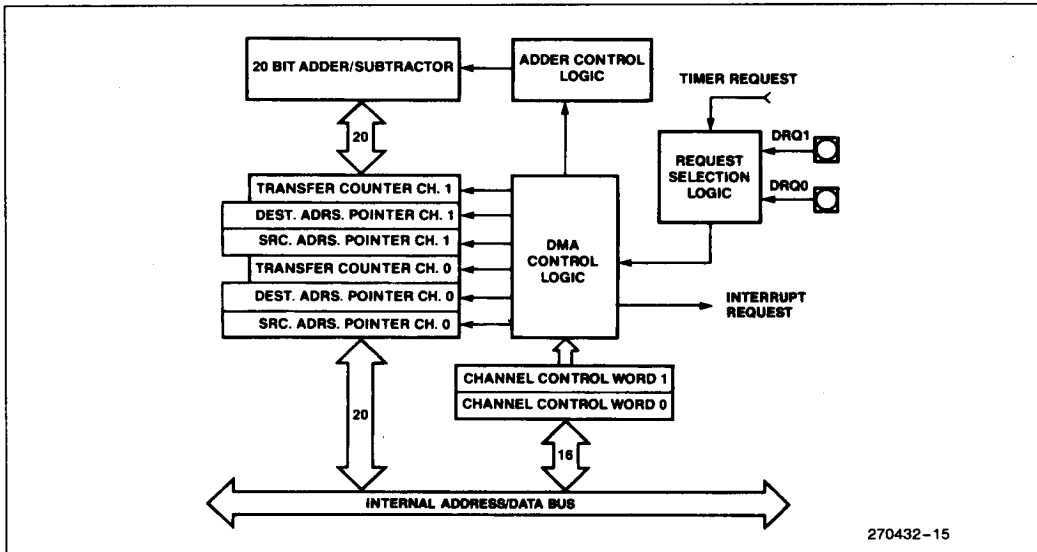 20 BIT ADDER/SUBTRACTOR
ADDER CONTROL
LOGIC
TIMER REQUEST
20
REQUEST
SELECTION
LOGIC
DRQ1
DRQ0
TRANSFER COUNTER CH. 1
DEST. ADRS. POINTER CH. 1
SRC. ADRS. POINTER CH. 1
TRANSFER COUNTER CH. 0
DEST. ADRS. POINTER CH. 0
SRC. ADRS. POINTER CH. 0
DMA
CONTROL
LOGIC
INTERRUPT
REQUEST
CHANNEL CONTROL WORD 1
CHANNEL CONTROL WORD 0
20
16
INTERNAL ADDRESS/DATA BUS
270432-15